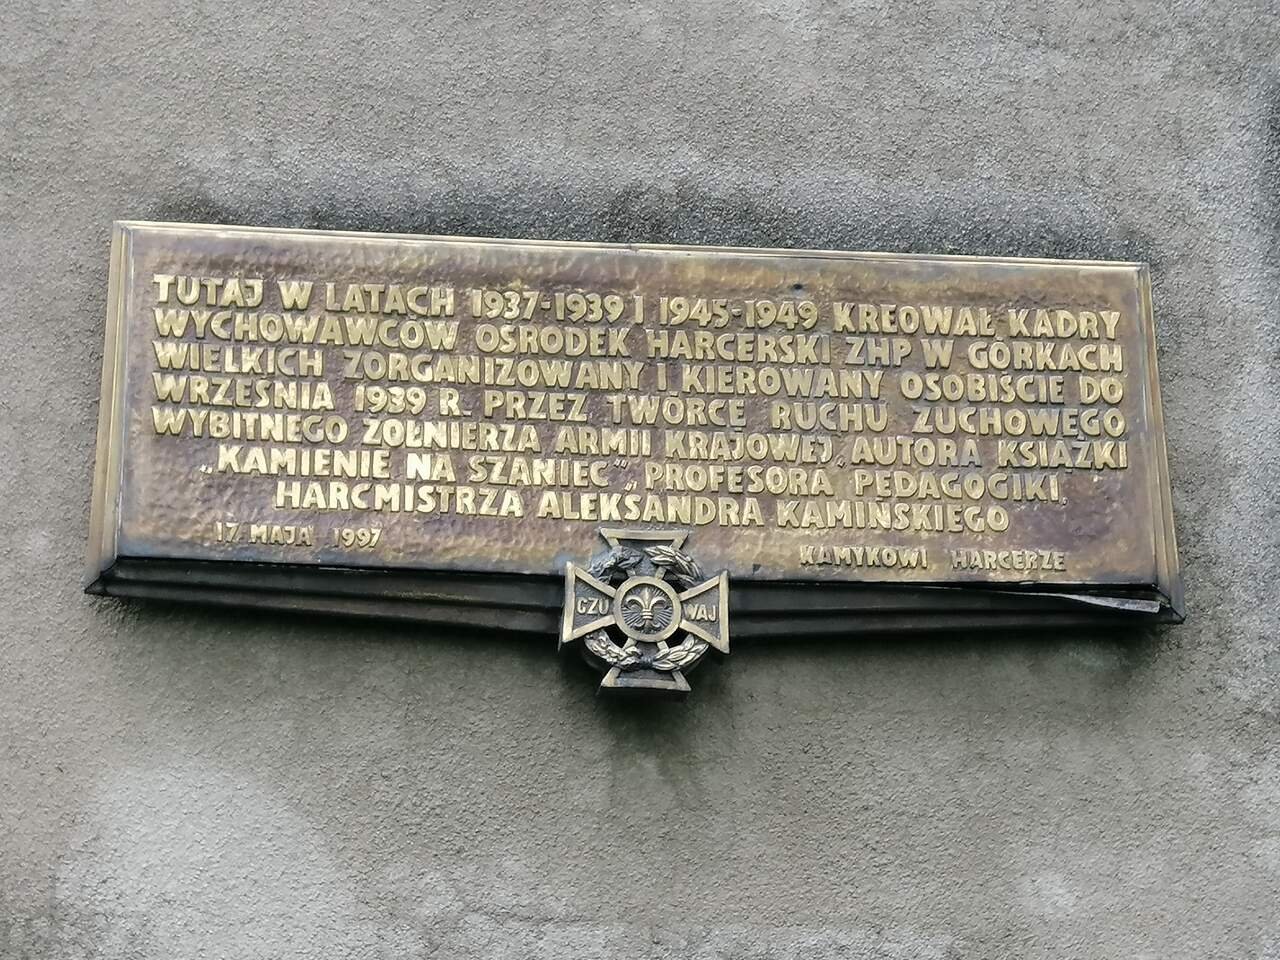 TUTAJ W LATACH 1937-1939 I 1945-1949 KREOWAŁ KADRY
WYCHOWAWCÓW OŚRODEK HARCERSKI ZHP W GÓRKACH
WIELKICH ZORGANIZOWANY I KIEROWANY OSOBIŚCIE DO
WRZEŚNIA 1939 R. PRZEZ TWÓRCĘ RUCHU ZUCHOWEGO
WYBITNEGO ŻOŁNIERZA ARMII KRAJOWEJ, AUTORA KSIĄŻKI
„KAMIENIE NA SZANIEC", PROFESORA PEDAGOGIKI,
HARCMISTRZA ALEKSANDRA KAMIŃSKIEGO
17. MAJA 1997
KAMYKOWI HARCERZE
CZUWAJ